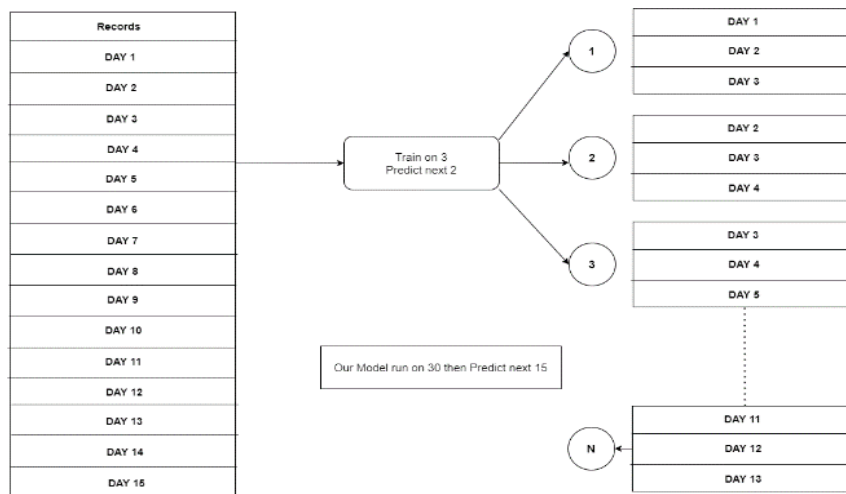 Records
DAY 1
DAY 2
DAY 3
DAY 4
DAY 5
DAY 6
DAY 7
DAY 8
DAY 9
DAY 10
DAY 11
DAY 12
DAY 13
DAY 14
DAY 15
Train on 3
Predict next 2
Our Model run on 30 then Predict next 15
1
DAY 1
DAY 2
DAY 3
2
DAY 2
DAY 3
DAY 4
3
DAY 3
DAY 4
DAY 5
N
DAY 11
DAY 12
DAY 13